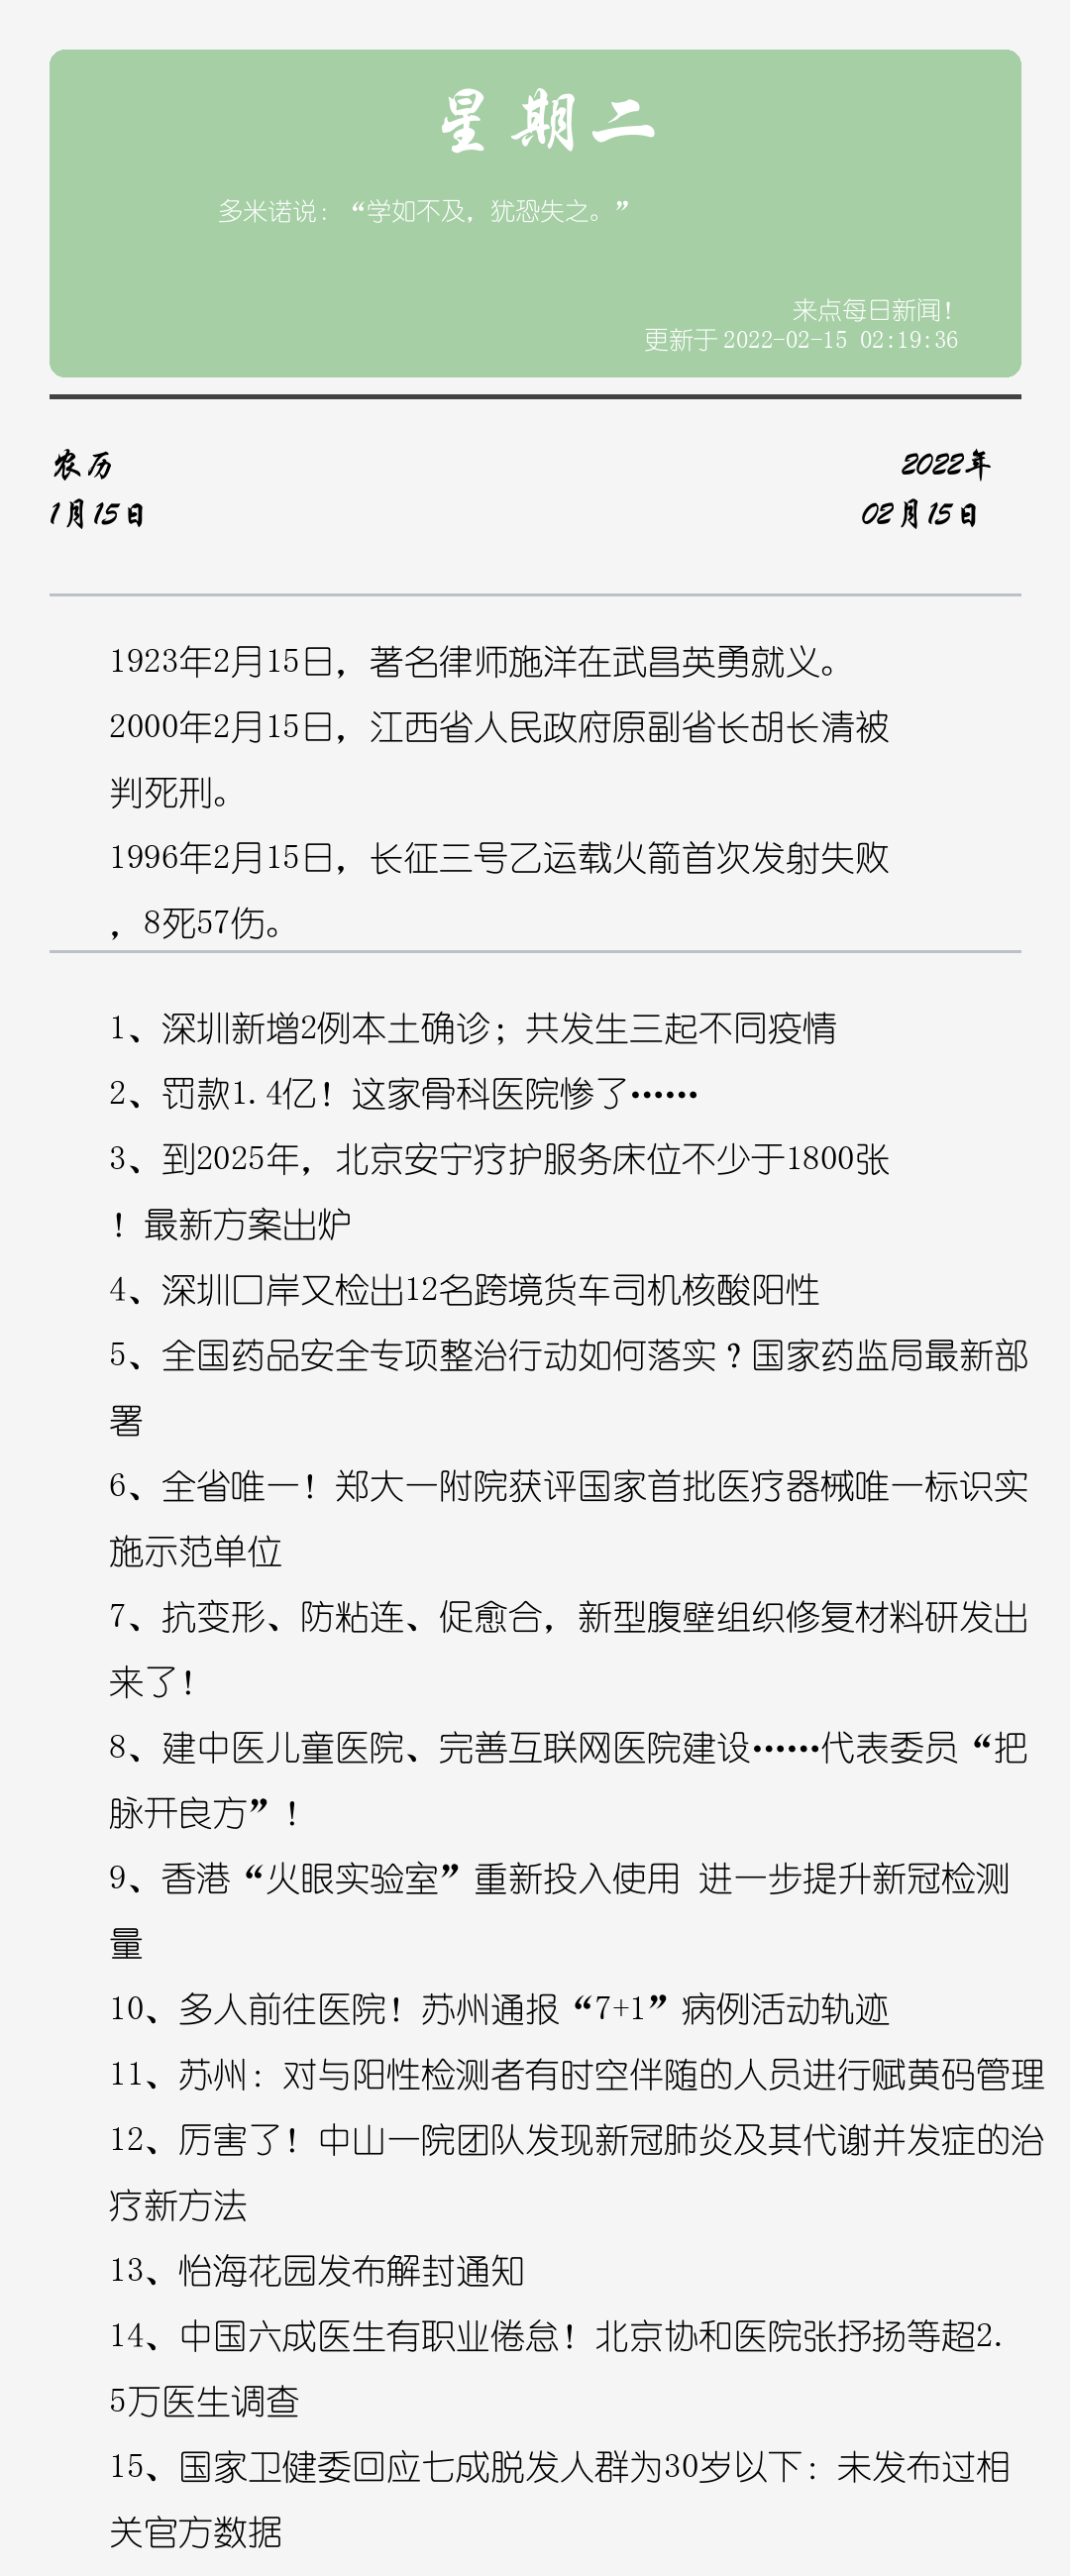 星期二
多米诺说：“学如不及，犹恐失之。”
来点每日新闻！
更新于 2022-02-15 02:19:36
农历
2022年
1月15日
02月15日
1923年2月15日，著名律师施洋在武昌英勇就义。
2000年2月15日，江西省人民政府原副省长胡长清被
判死刑。
1996年2月15日，长征三号乙运载火箭首次发射失败
，8死57伤。
1、深圳新增2例本土确诊；共发生三起不同疫情
2、罚款1.4亿！这家骨科医院惨了……
3、到2025年，北京安宁疗护服务床位不少于1800张
！最新方案出炉
4、深圳口岸又检出12名跨境货车司机核酸阳性
5、全国药品安全专项整治行动如何落实？国家药监局最新部
署
6、全省唯一！郑大一附院获评国家首批医疗器械唯一标识实
施示范单位
7、抗变形、防粘连、促愈合，新型腹壁组织修复材料研发出
来了！
8、建中医儿童医院、完善互联网医院建设……代表委员“把
脉开良方”！
9、香港“火眼实验室”重新投入使用 进一步提升新冠检测
量
10、多人前往医院！苏州通报“7+1”病例活动轨迹
11、苏州：对与阳性检测者有时空伴随的人员进行赋黄码管理
12、厉害了！中山一院团队发现新冠肺炎及其代谢并发症的治
疗新方法
13、怡海花园发布解封通知
14、中国六成医生有职业倦怠！北京协和医院张抒扬等超2.
5万医生调查
15、国家卫健委回应七成脱发人群为30岁以下：未发布过相
关官方数据